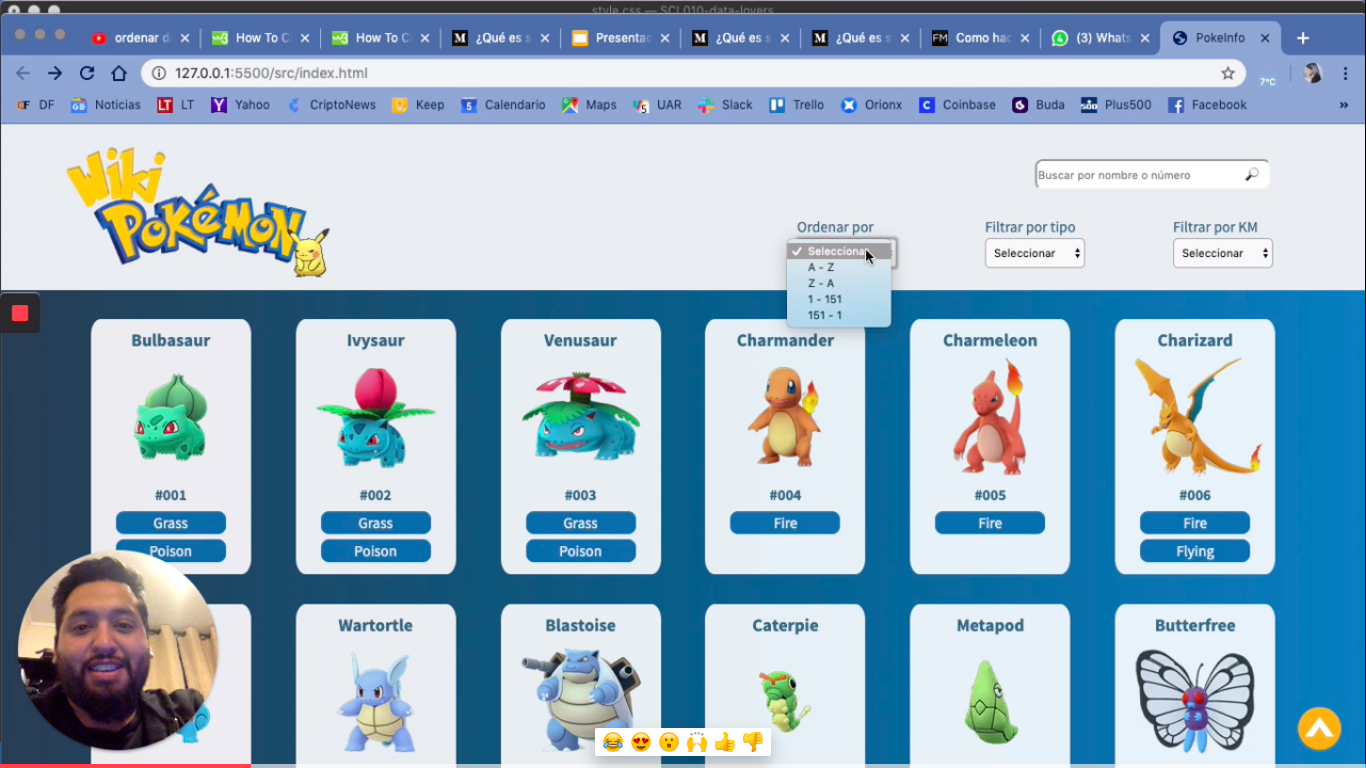 style.css — SCL010-data-lovers
ordenar d
How To C
How To C
¿Qué es s
Presentac
¿Qué es s
¿Qué es s
Como hac
(3) Whats
PokeInfo
127.0.0.1:5500/src/index.html
7°C
DF Noticias LT Yahoo CriptoNews Keep Calendario Maps UAR Slack Trello Orionx Coinbase Buda Plus500 Facebook »
Wiki
POKéMON
Buscar por nombre o número
Ordenar por Filtrar por tipo Filtrar por KM
Seleccionar Seleccionar Seleccionar
A - Z
Z - A
1 - 151
151 - 1
Bulbasaur Ivysaur Venusaur Charmander Charmeleon Charizard
#001 #002 #003 #004 #005 #006
Grass Grass Grass Fire Fire Fire
Poison Poison Poison Flying
Wartortle Blastoise Caterpie Metapod Butterfree